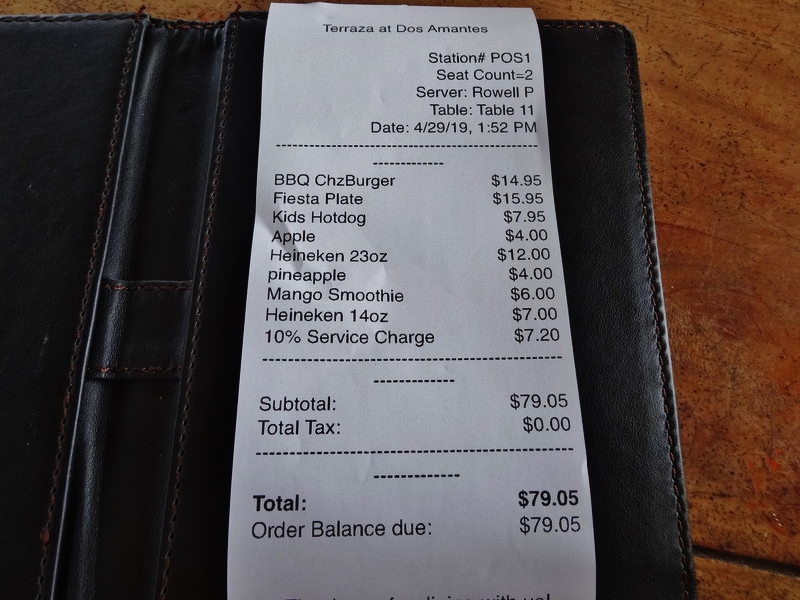 Terraza at Dos Amantes
Station# POS1
Seat Count=2
Server: Rowell P
Table: Table 11
Date: 4/29/19, 1:52 PM
BBQ ChzBurger $14.95
Fiesta Plate $15.95
Kids Hotdog $7.95
Apple $4.00
Heineken 23oz $12.00
pineapple $4.00
Mango Smoothie $6.00
Heineken 14oz $7.00
10% Service Charge $7.20
Subtotal: $79.05
Total Tax: $0.00
Total: $79.05
Order Balance due: $79.05
with us!